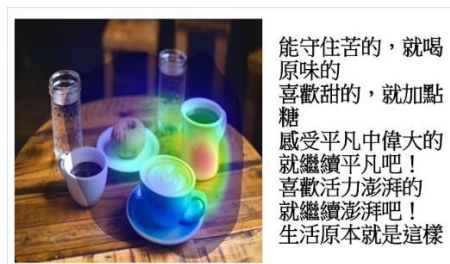 能守住苦的，就喝
原味的
喜歡甜的，就加點
糖
感受平凡中偉大的
就繼續平凡吧！
喜歡活力澎湃的
就繼續澎湃吧！
生活原本就是這樣